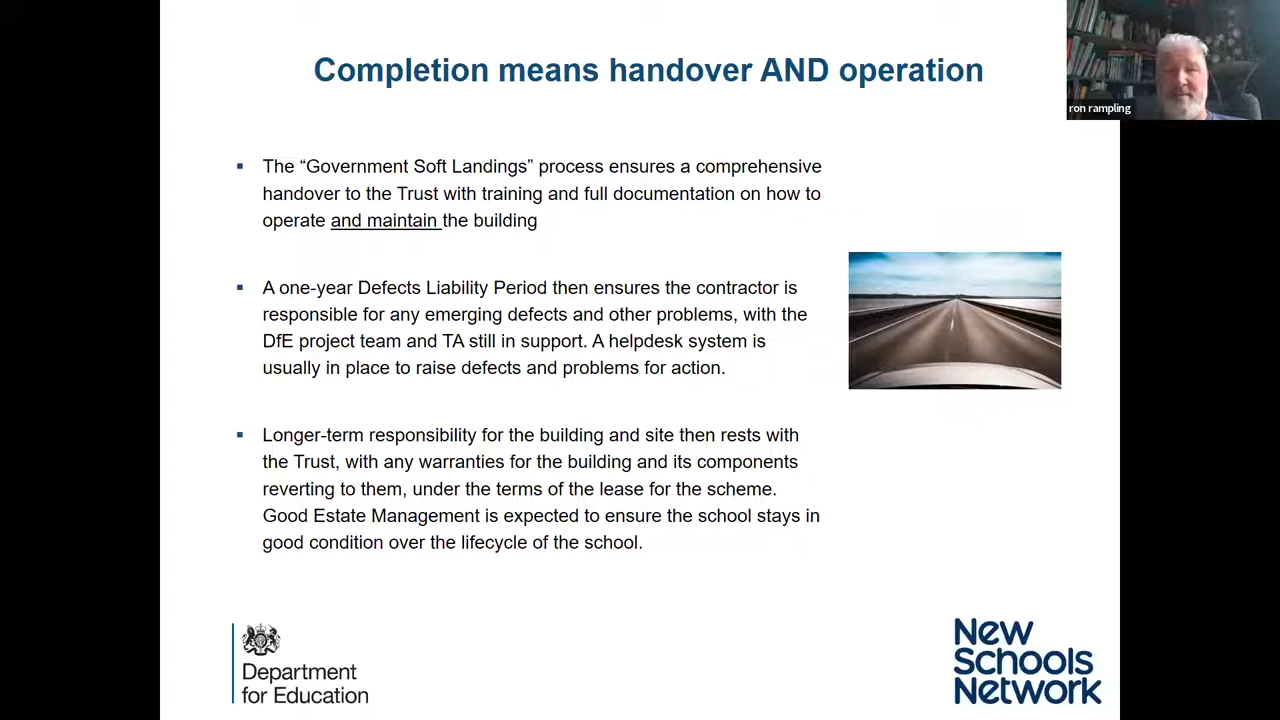 Completion means handover AND operation
ron rampling
▪ The “Government Soft Landings” process ensures a comprehensive
handover to the Trust with training and full documentation on how to
operate and maintain the building
▪ A one-year Defects Liability Period then ensures the contractor is
responsible for any emerging defects and other problems, with the
DfE project team and TA still in support. A helpdesk system is
usually in place to raise defects and problems for action.
▪ Longer-term responsibility for the building and site then rests with
the Trust, with any warranties for the building and its components
reverting to them, under the terms of the lease for the scheme.
Good Estate Management is expected to ensure the school stays in
good condition over the lifecycle of the school.
Department
for Education
New
Schools
Network